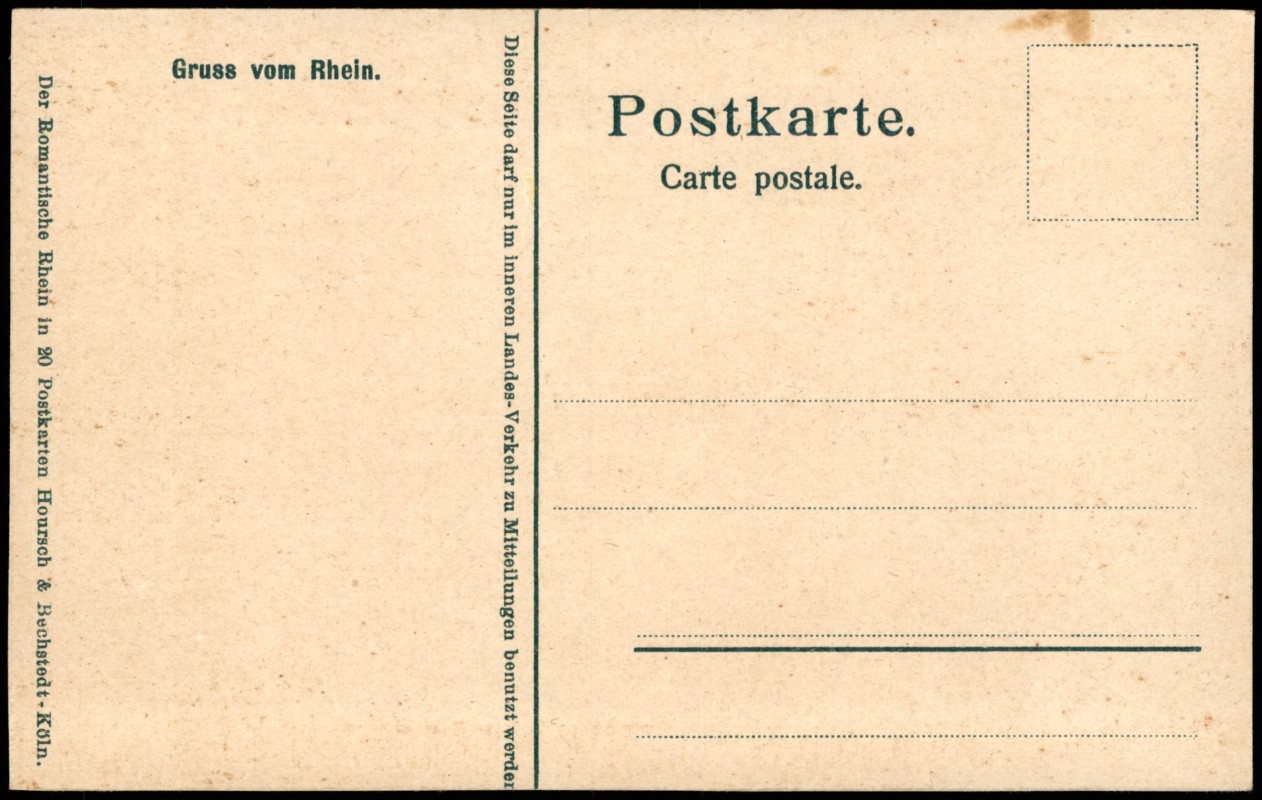 Der Romantische Rhein in 20 Postkarten Hoursch & Bechstedt-Köln.
Gruss vom Rhein.
Diese Seite darf nur im inneren Landes-Verkehr zu Mitteilungen benutzt werden
Postkarte.
Carte postale.